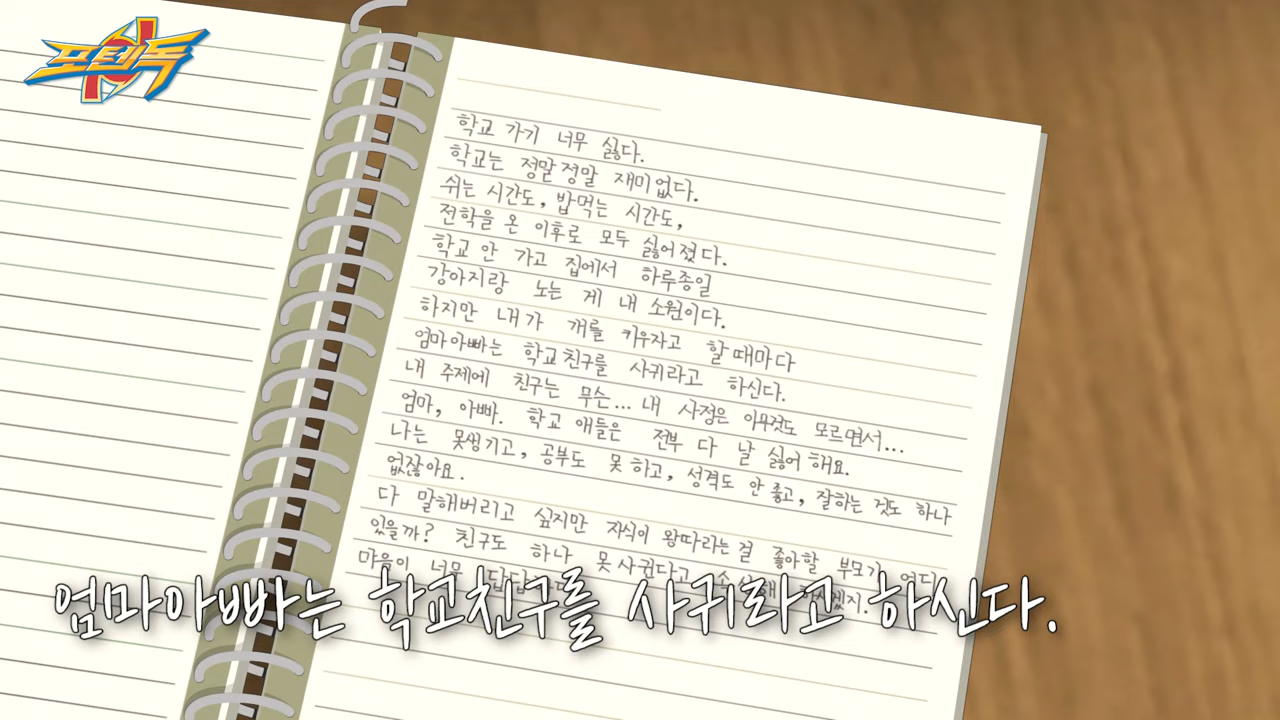 포텐독
학교 가기 너무 싫다.
학교는 정말정말 재미없다.
쉬는 시간도, 밥먹는 시간도,
전학을 온 이후로 모두 싫어졌다.
학교 안 가고 집에서 하루종일
강아지랑 노는 게 내 소원이다.
하지만 내가 개를 키우자고 할때마다
엄마아빠는 학교친구를 사귀라고 하신다.
내 주제에 친구는 무슨... 내 사정은 아무것도 모르면서...
엄마, 아빠. 학교 애들은 전부 다 날 싫어 해요.
나는 못생기고, 공부도 못 하고, 성격도 안 좋고, 잘하는 것도 하나
없잖아요.
다 말해버리고 싶지만 자식이 왕따라는 걸 좋아할 부모가 어디
있을까? 친구도 하나 못 사귄다고
마음이 너무
엄마아빠는 학교친구를 사귀라고 하신다.